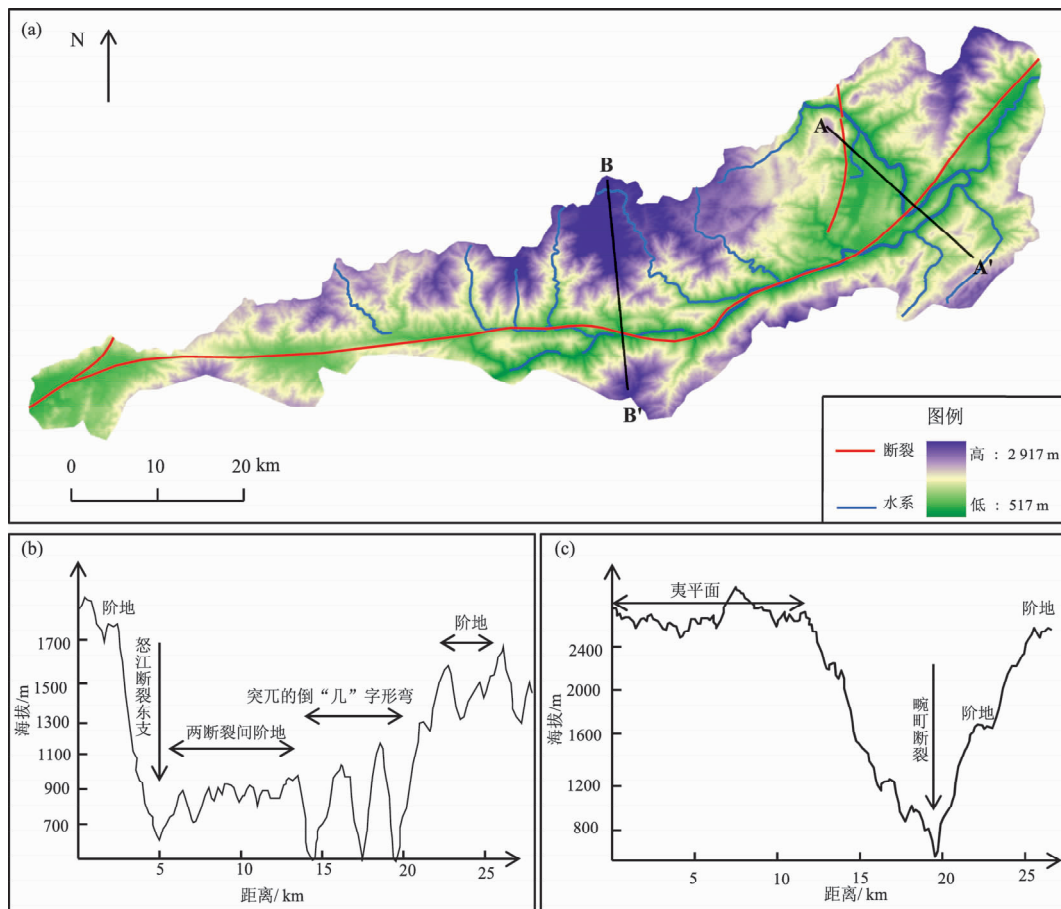 (a)
N
A
B
A'
B'
0
10
20 km
图例
断裂
高：2 917 m
水系
低：517 m
(b)
海拔/m
1700
1500
1300
1100
900
700
阶地
怒江断裂东支
两断裂间阶地
突兀的倒“几”字形弯
阶地
5
10
15
20
25
距离/ km
(c)
海拔/m
2400
2000
1600
1200
800
夷平面
畹町断裂
阶地
阶地
5
10
15
20
25
距离/ km